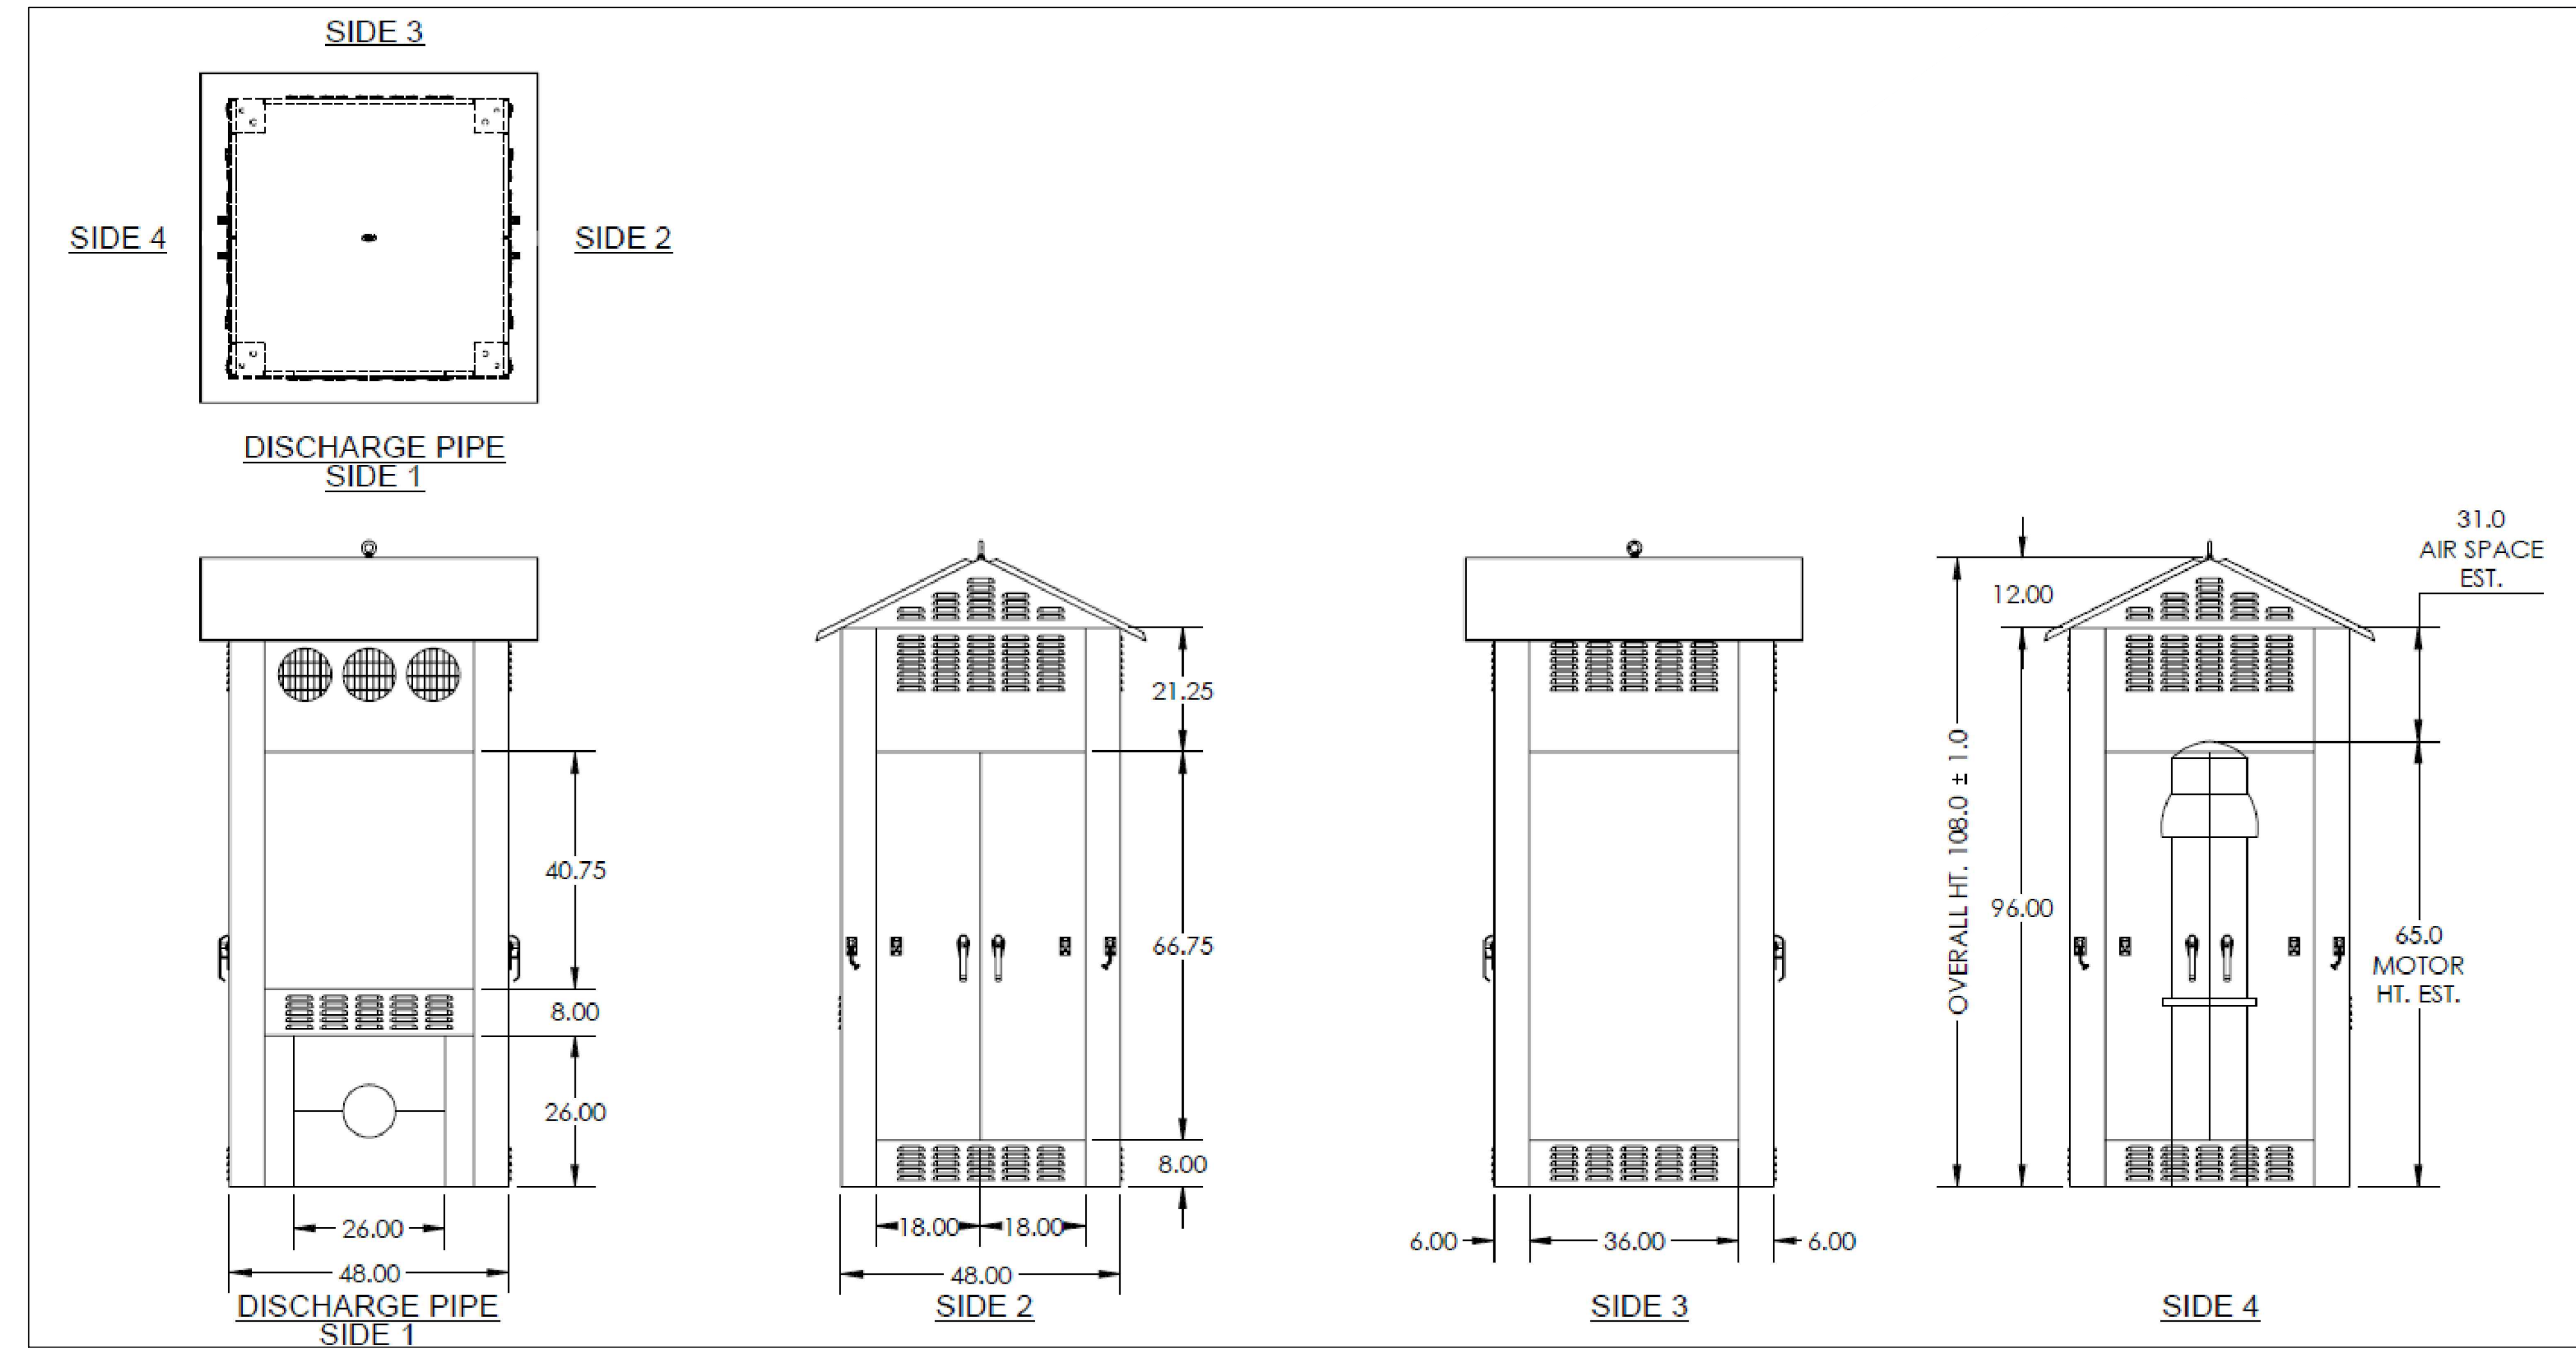 SIDE 3
SIDE 4
SIDE 2
DISCHARGE PIPE
SIDE 1
40.75
8.00
26.00
26.00
48.00
DISCHARGE PIPE
SIDE 1
21.25
66.75
8.00
18.00
18.00
48.00
SIDE 2
6.00
36.00
6.00
SIDE 3
31.0
AIR SPACE
EST.
12.00
OVERALL HT. 108.0 ± 1.0
96.00
65.0
MOTOR
HT. EST.
SIDE 4